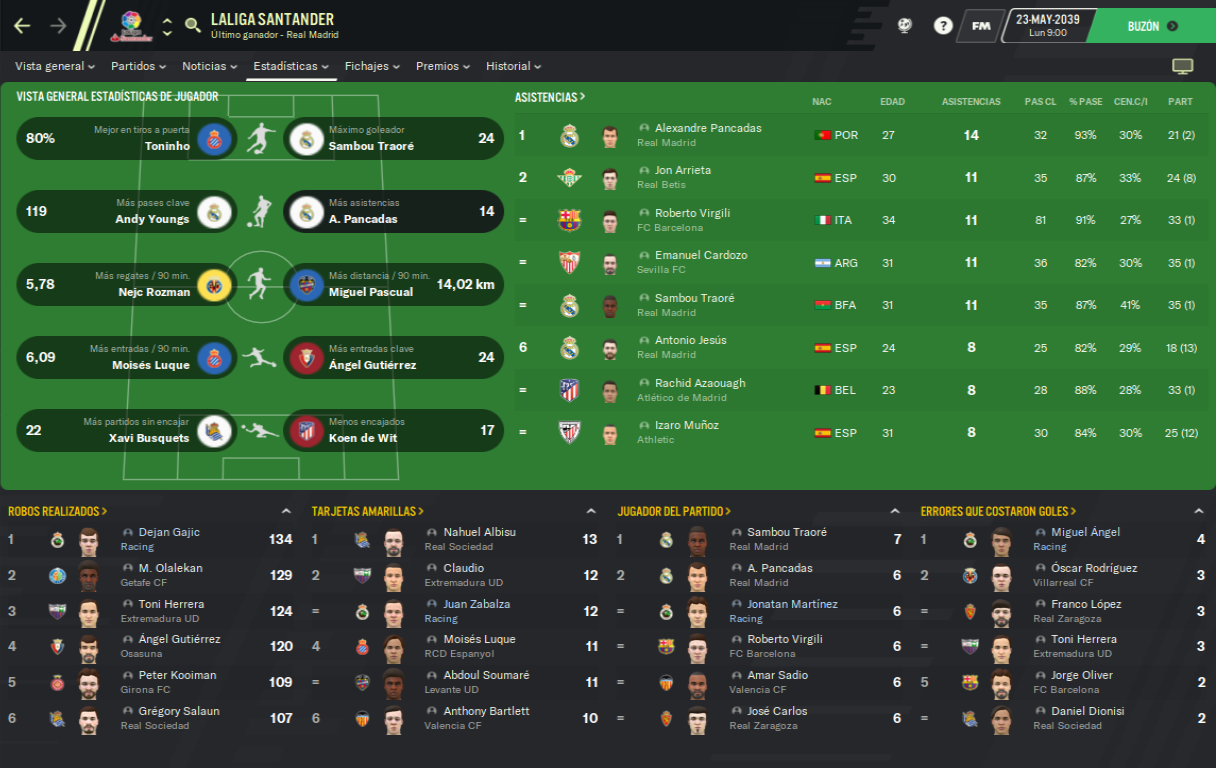 LALIGA SANTANDER
Último ganador - Real Madrid
?
FM
23-MAY-2039
Lun 9:00
BUZÓN
Vista general Partidos Noticias Estadísticas Fichajes Premios Historial
VISTA GENERAL ESTADÍSTICAS DE JUGADOR
80% Mejor en tiros a puerta Toninho
Máximo goleador Sambou Traoré 24
119 Más pases clave Andy Youngs
Más asistencias A. Pancadas 14
5,78 Más regates / 90 min. Nejc Rozman
Más distancia / 90 min. Miguel Pascual 14,02 km
6,09 Más entradas / 90 min. Moisés Luque
Más entradas clave Ángel Gutiérrez 24
22 Más partidos sin encajar Xavi Busquets
Menos encajados Koen de Wit 17
ASISTENCIAS > NAC EDAD ASISTENCIAS PAS CL % PASE CEN.C/I PART
1 Alexandre Pancadas Real Madrid POR 27 14 32 93% 30% 21 (2)
2 Jon Arrieta Real Betis ESP 30 11 35 87% 33% 24 (8)
= Roberto Virgili FC Barcelona ITA 34 11 81 91% 27% 33 (1)
= Emanuel Cardozo Sevilla FC ARG 31 11 36 82% 30% 35 (1)
= Sambou Traoré Real Madrid BFA 31 11 35 87% 41% 35 (1)
6 Antonio Jesús Real Madrid ESP 24 8 25 82% 29% 18 (13)
= Rachid Azaouagh Atlético de Madrid BEL 23 8 28 88% 28% 33 (1)
= Izaro Muñoz Athletic ESP 31 8 30 84% 30% 25 (12)
ROBOS REALIZADOS >
1 Dejan Gajic Racing 134
2 M. Olalekan Getafe CF 129
3 Toni Herrera Extremadura UD 124
4 Ángel Gutiérrez Osasuna 120
5 Peter Kooiman Girona FC 109
6 Grégory Salaun Real Sociedad 107
TARJETAS AMARILLAS >
1 Nahuel Albisu Real Sociedad 13
2 Claudio Extremadura UD 12
= Juan Zabalza Racing 12
4 Moisés Luque RCD Espanyol 11
= Abdoul Soumaré Levante UD 11
6 Anthony Bartlett Valencia CF 10
JUGADOR DEL PARTIDO >
1 Sambou Traoré Real Madrid 7
2 A. Pancadas Real Madrid 6
= Jonatan Martínez Racing 6
= Roberto Virgili FC Barcelona 6
= Amar Sadio Valencia CF 6
= José Carlos Real Zaragoza 6
ERRORES QUE COSTARON GOLES >
1 Miguel Ángel Racing 4
2 Óscar Rodríguez Villarreal CF 3
= Franco López Real Zaragoza 3
= Toni Herrera Extremadura UD 3
5 Jorge Oliver FC Barcelona 2
= Daniel Dionisi Real Sociedad 2